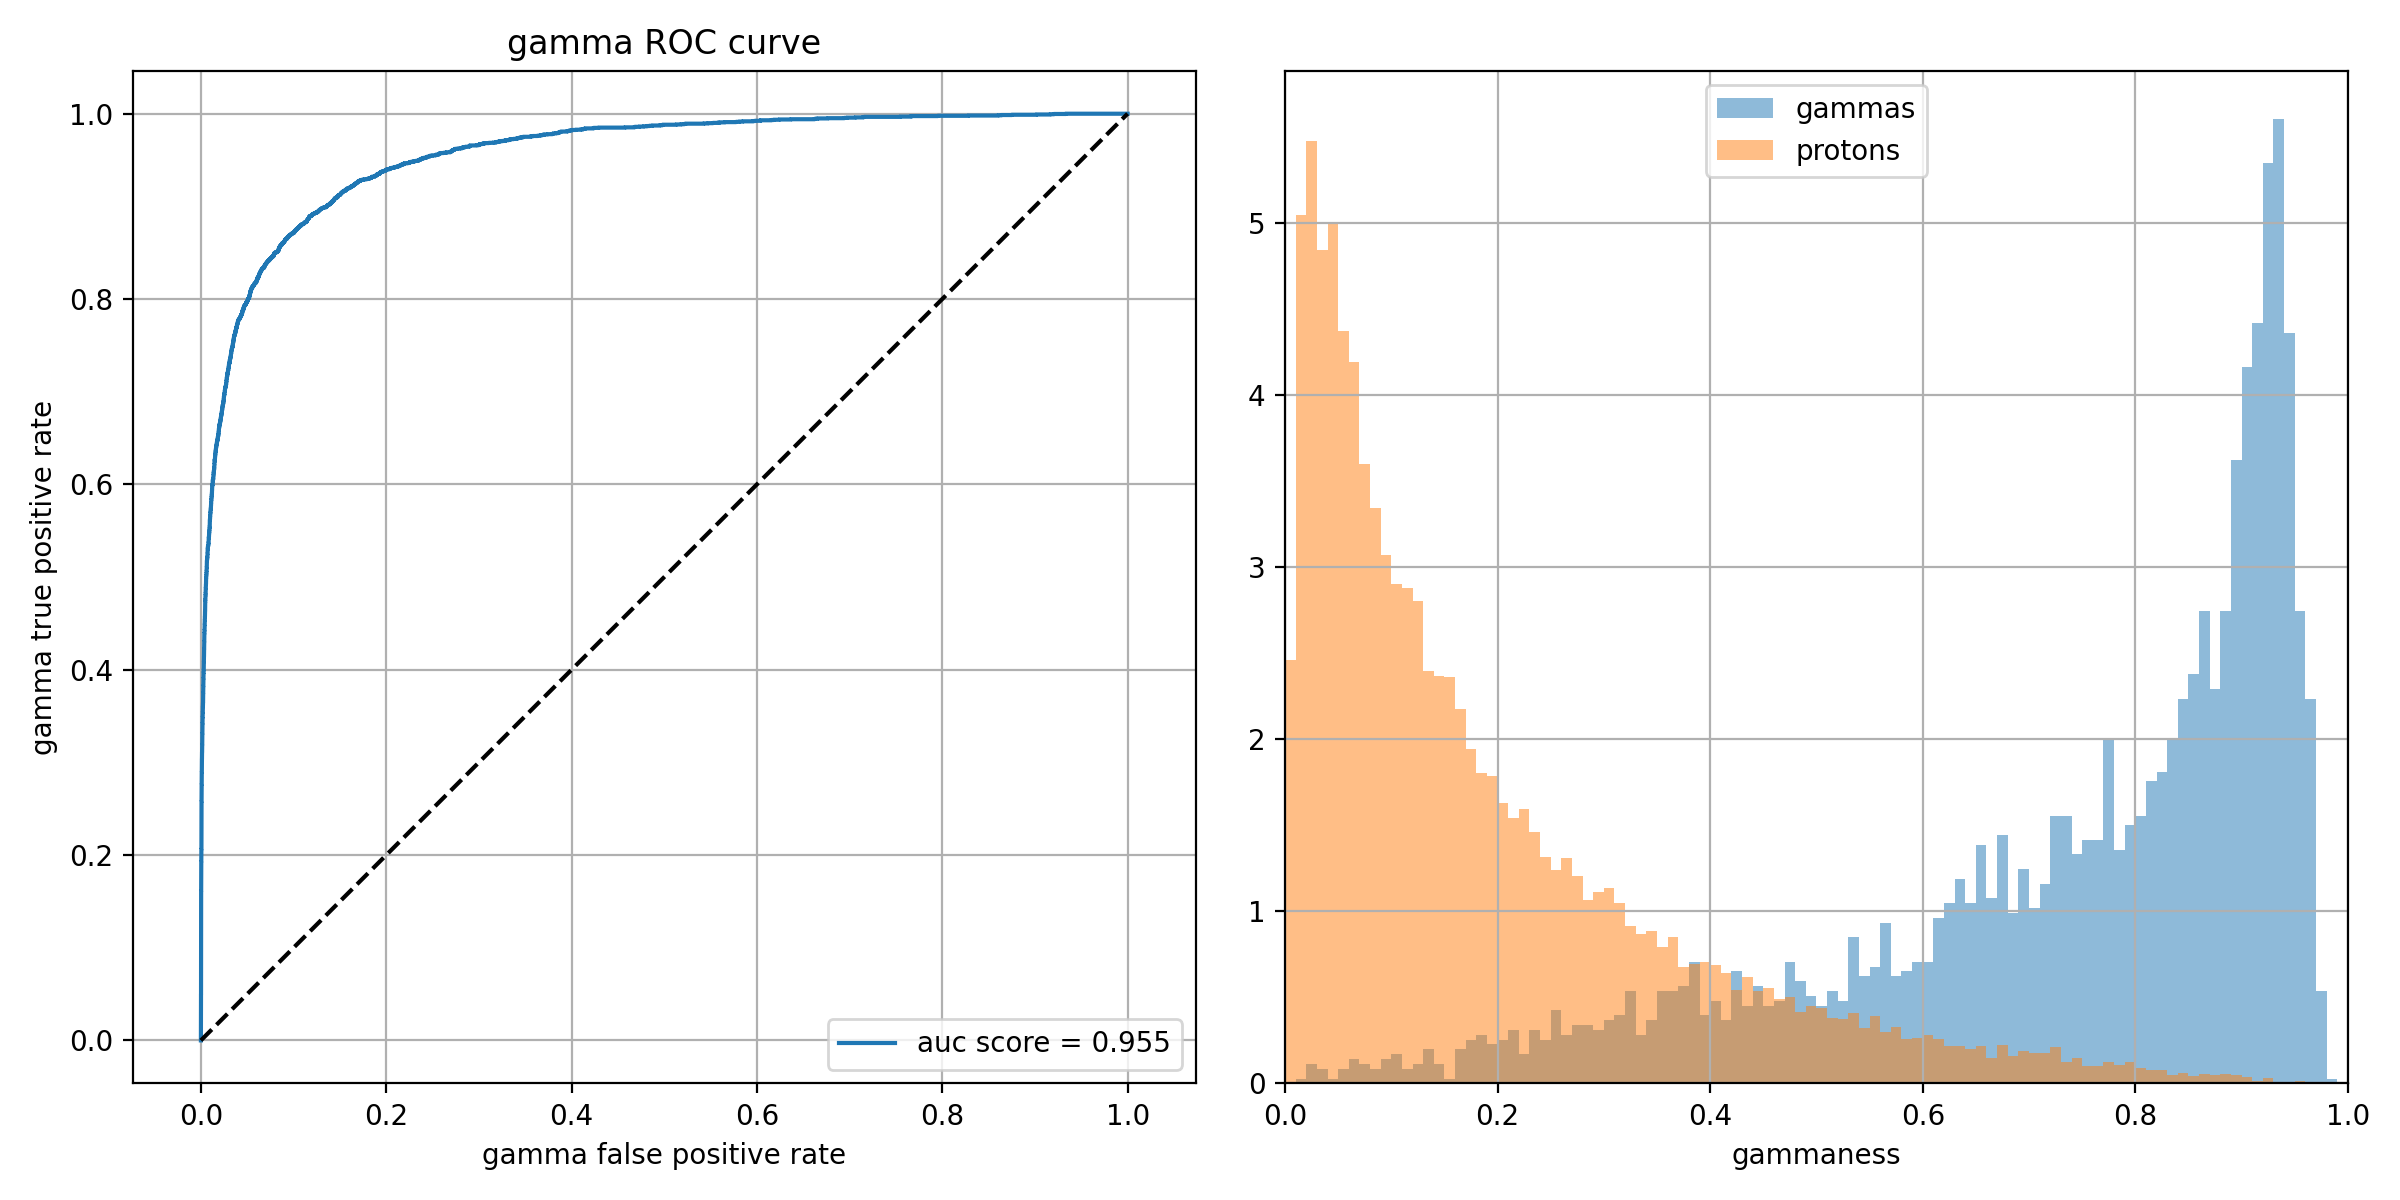 gamma ROC curve
gamma true positive rate
1.0
0.8
0.6
0.4
0.2
0.0
0.0 0.2 0.4 0.6 0.8 1.0
gamma false positive rate
auc score = 0.955
gammas
protons
5
4
3
2
1
0
0.0 0.2 0.4 0.6 0.8 1.0
gammaness